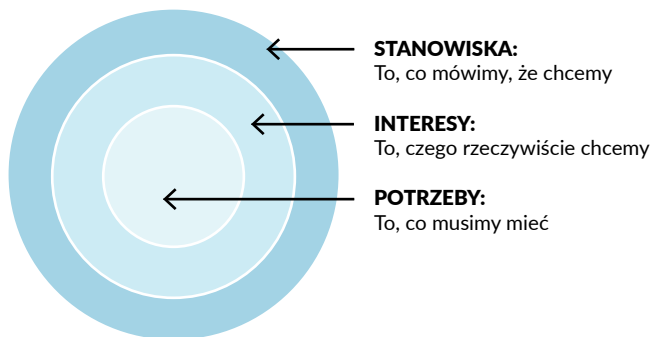 STANOWISKA:
To, co mówimy, że chcemy
INTERESY:
To, czego rzeczywiście chcemy
POTRZEBY:
To, co musimy mieć